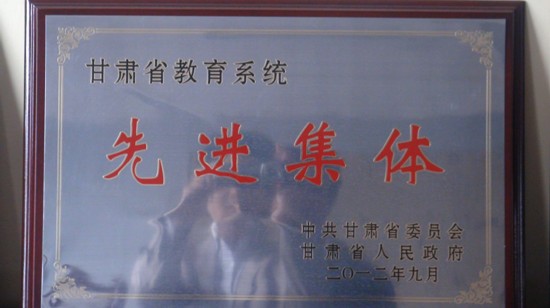 甘肃省教育系统
先进集体
中共甘肃省委员会
甘肃省人民政府
二〇一二年九月